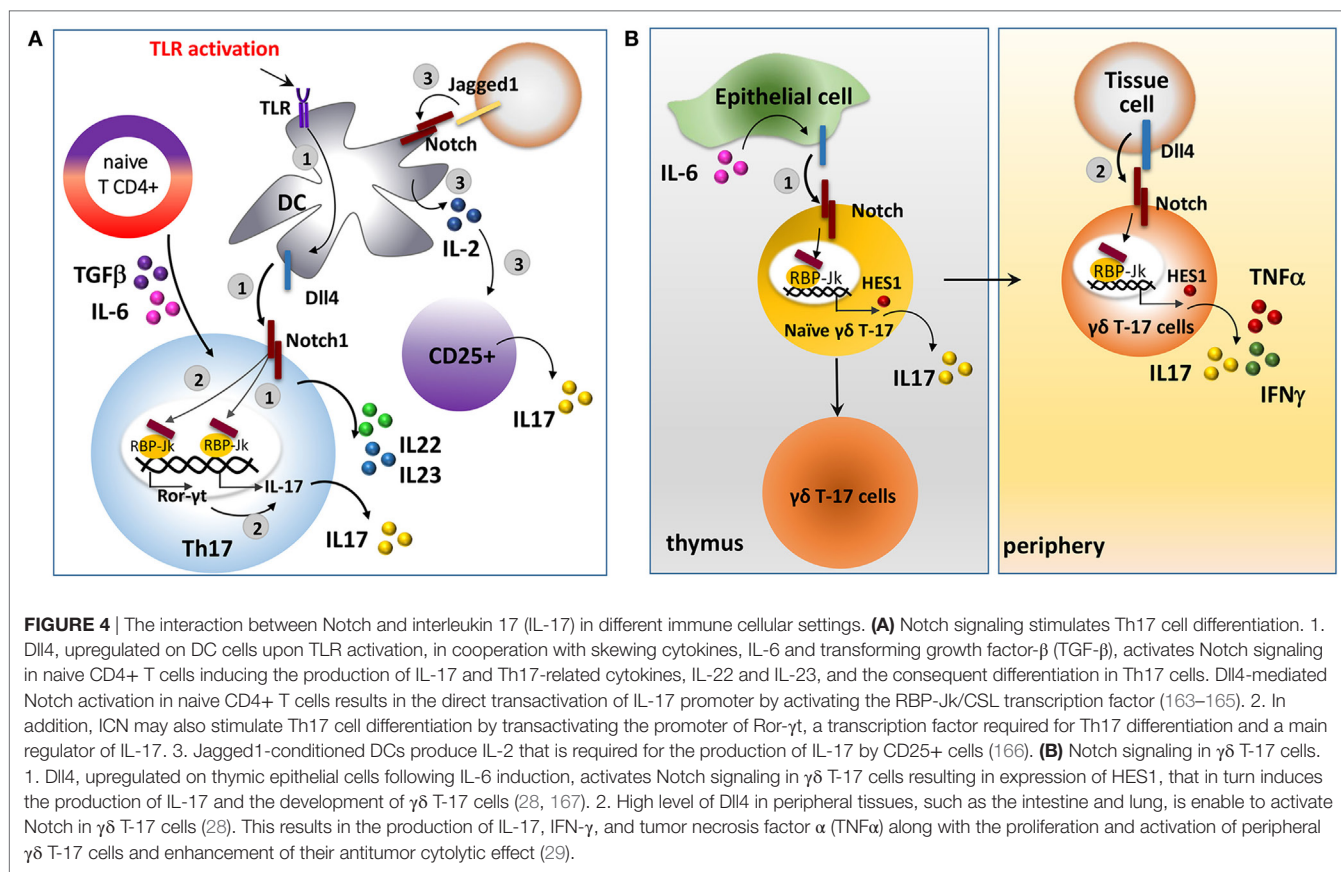 A
TLR activation
TLR
3
Jagged1
Notch
1
naive
T CD4+
DC
3
IL-2
3
TGFβ
IL-6
1
Dll4
Notch1
CD25+
2
1
IL17
RBP-Jk
RBP-Jk
IL22
IL23
Ror-γt
IL-17
2
Th17
IL17
B
Epithelial cell
IL-6
1
Notch
RBP-Jk
HES1
Naïve γδ T-17
IL17
γδ T-17 cells
thymus
Tissue
cell
Dll4
2
Notch
RBP-Jk
HES1
γδ T-17 cells
TNFα
IL17
IFNγ
periphery
FIGURE 4 | The interaction between Notch and interleukin 17 (IL-17) in different immune cellular settings. (A) Notch signaling stimulates Th17 cell differentiation. 1.
Dll4, upregulated on DC cells upon TLR activation, in cooperation with skewing cytokines, IL-6 and transforming growth factor-β (TGF-β), activates Notch signaling
in naive CD4+ T cells inducing the production of IL-17 and Th17-related cytokines, IL-22 and IL-23, and the consequent differentiation in Th17 cells. Dll4-mediated
Notch activation in naive CD4+ T cells results in the direct transactivation of IL-17 promoter by activating the RBP-Jk/CSL transcription factor (163–165). 2. In
addition, ICN may also stimulate Th17 cell differentiation by transactivating the promoter of Ror-γt, a transcription factor required for Th17 differentiation and a main
regulator of IL-17. 3. Jagged1-conditioned DCs produce IL-2 that is required for the production of IL-17 by CD25+ cells (166). (B) Notch signaling in γδ T-17 cells.
1. Dll4, upregulated on thymic epithelial cells following IL-6 induction, activates Notch signaling in γδ T-17 cells resulting in expression of HES1, that in turn induces
the production of IL-17 and the development of γδ T-17 cells (28, 167). 2. High level of Dll4 in peripheral tissues, such as the intestine and lung, is enable to activate
Notch in γδ T-17 cells (28). This results in the production of IL-17, IFN-γ, and tumor necrosis factor α (TNFα) along with the proliferation and activation of peripheral
γδ T-17 cells and enhancement of their antitumor cytolytic effect (29).